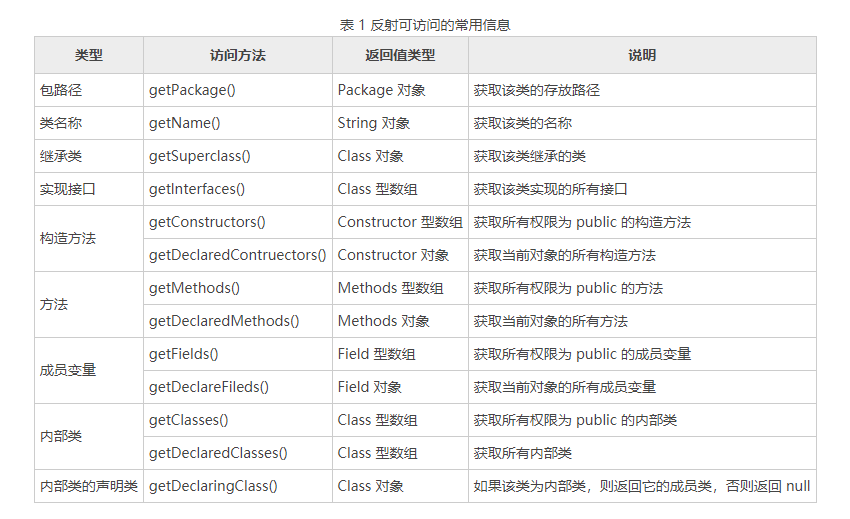 表 1 反射可访问的常用信息
类型 访问方法 返回值类型 说明
包路径 getPackage() Package 对象 获取该类的存放路径
类名称 getName() String 对象 获取该类的名称
继承类 getSuperclass() Class 对象 获取该类继承的类
实现接口 getlnterfaces() Class 型数组 获取该类实现的所有接口
构造方法 getConstructors() Constructor 型数组 获取所有权限为 public 的构造方法
getDeclaredContruectors() Constructor 对象 获取当前对象的所有构造方法
方法 getMethods() Methods 型数组 获取所有权限为 public 的方法
getDeclaredMethods() Methods 对象 获取当前对象的所有方法
成员变量 getFields() Field 型数组 获取所有权限为 public 的成员变量
getDeclareFileds() Field 对象 获取当前对象的所有成员变量
内部类 getClasses() Class 型数组 获取所有权限为 public 的内部类
getDeclaredClasses() Class 型数组 获取所有内部类
内部类的声明类 getDeclaringClass() Class 对象 如果该类为内部类，则返回它的成员类，否则返回 null